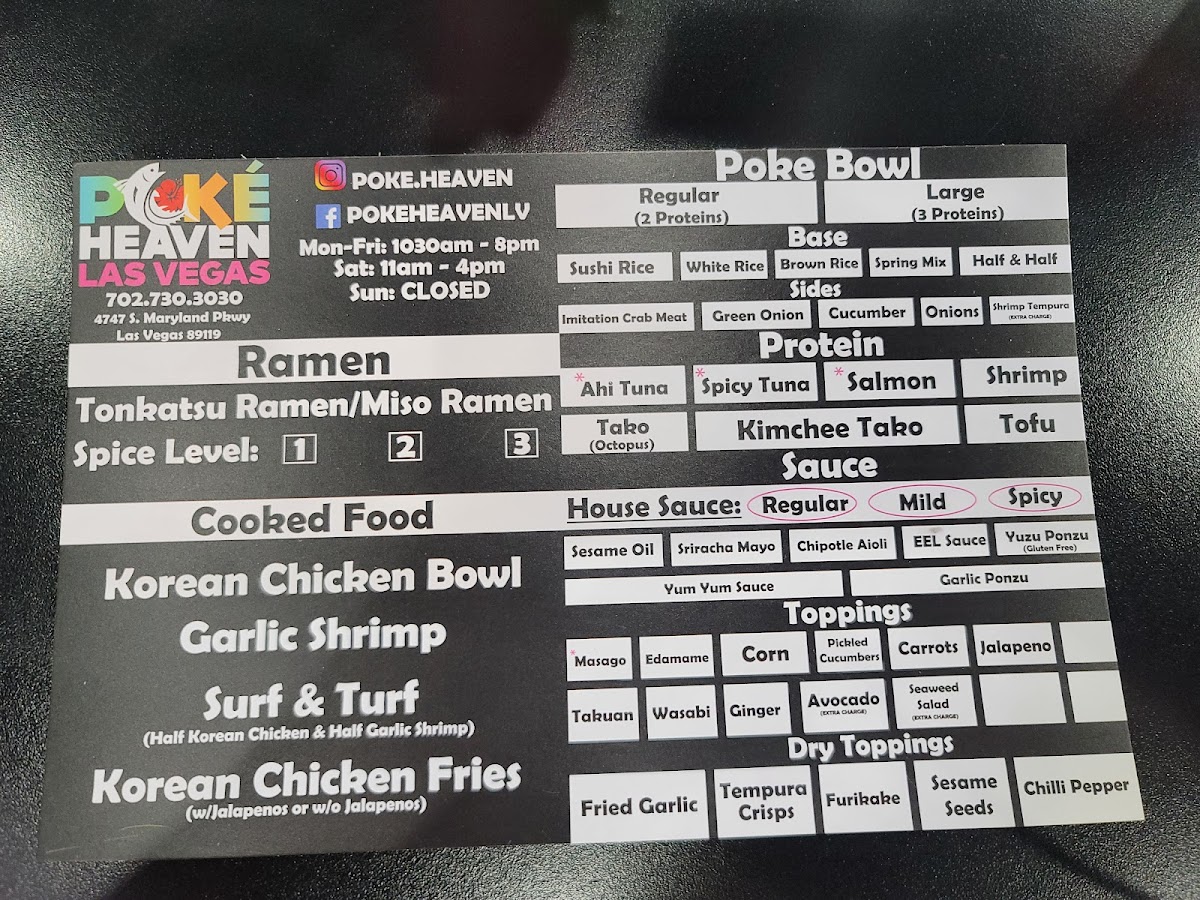 POKÉ
HEAVEN
LAS VEGAS
702.730.3030
4747 S. Maryland Pkwy
Las Vegas 89119
POKE.HEAVEN
POKEHEAVENLV
Mon-Fri: 1030am - 8pm
Sat: 11am - 4pm
Sun: CLOSED
Ramen
Tonkatsu Ramen/Miso Ramen
Spice Level: 1 2 3
Cooked Food
Korean Chicken Bowl
Garlic Shrimp
Surf & Turf
(Half Korean Chicken & Half Garlic Shrimp)
Korean Chicken Fries
(w/Jalapenos or w/o Jalapenos)
Poke Bowl
Regular
(2 Proteins)
Large
(3 Proteins)
Base
Sushi Rice White Rice Brown Rice Spring Mix Half & Half
Sides
Imitation Crab Meat Green Onion Cucumber Onions Shrimp Tempura
(EXTRA CHARGE)
Protein
*Ahi Tuna *Spicy Tuna *Salmon Shrimp
Tako
(Octopus)
Kimchee Tako Tofu
Sauce
House Sauce: Regular Mild Spicy
Sesame Oil Sriracha Mayo Chipotle Aioli EEL Sauce Yuzu Ponzu
(Gluten Free)
Yum Yum Sauce Garlic Ponzu
Toppings
*Masago Edamame Corn Pickled
Cucumbers
Carrots Jalapeno
Takuan Wasabi Ginger Avocado
(EXTRA CHARGE)
Seaweed
Salad
(EXTRA CHARGE)
Dry Toppings
Fried Garlic Tempura
Crisps
Furikake Sesame
Seeds
Chilli Pepper